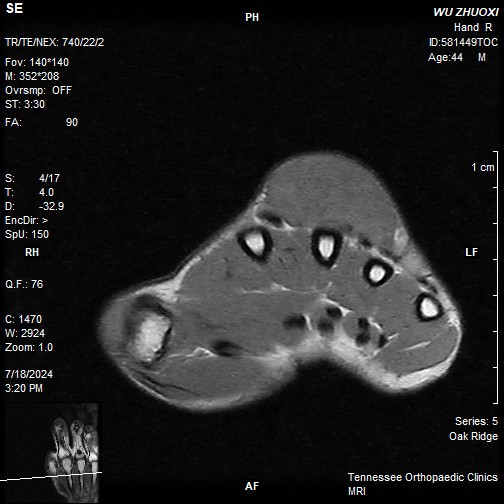 SE
PH
WU ZHUOXI
Hand R
ID:581449TOC
Age:44 M
TR/TE/NEX: 740/22/2
Fov: 140*140
M: 352*208
Ovrsmp: OFF
ST: 3:30
FA: 90
1 cm
S: 4/17
T: 4.0
D: -32.9
EncDir: >
SpU: 150
RH
LF
Q.F.: 76
C: 1470
W: 2924
Zoom: 1.0
7/18/2024
3:20 PM
Series: 5
Oak Ridge
AF
Tennessee Orthopaedic Clinics
MRI